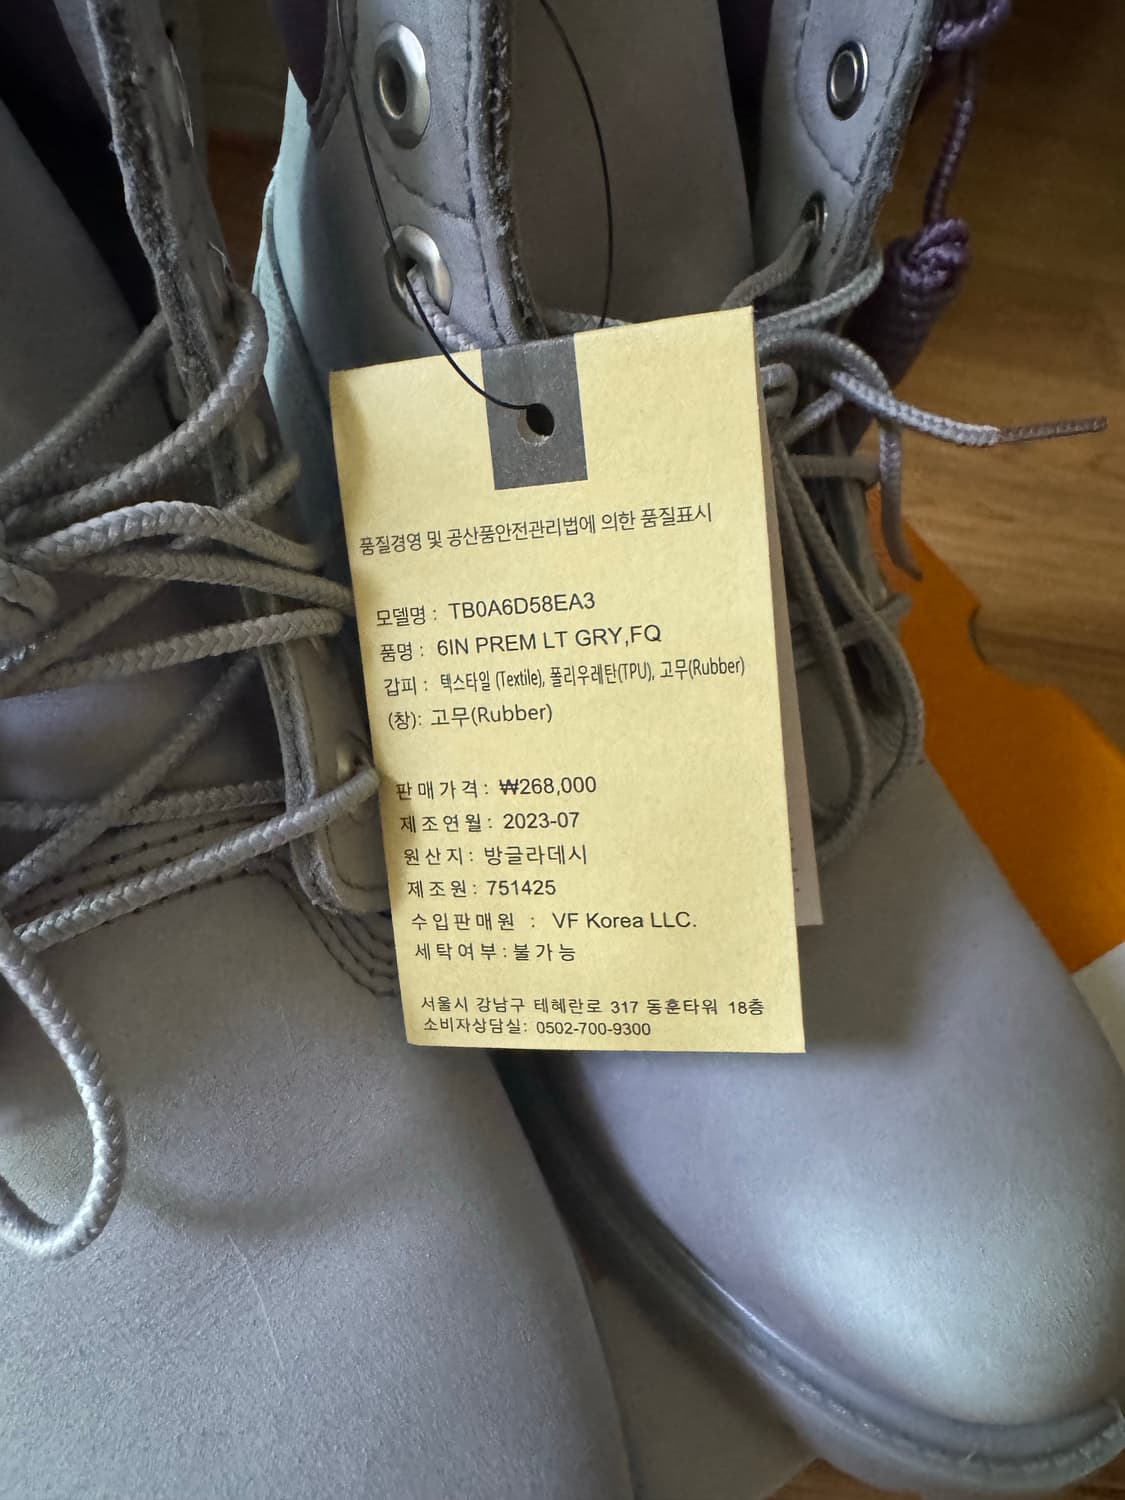 품질경영 및 공산품안전관리법에 의한 품질표시
모델명 : TB0A6D58EA3
품명 : 6IN PREM LT GRY,FQ
갑피 : 텍스타일 (Textile), 폴리우레탄(TPU), 고무(Rubber)
(창): 고무(Rubber)
판매가격 : ₩268,000
제조연월 : 2023-07
원산지 : 방글라데시
제조원 : 751425
수입판매원 : VF Korea LLC.
세탁여부 : 불가능
서울시 강남구 테헤란로 317 동훈타워 18층
소비자상담실: 0502-700-9300